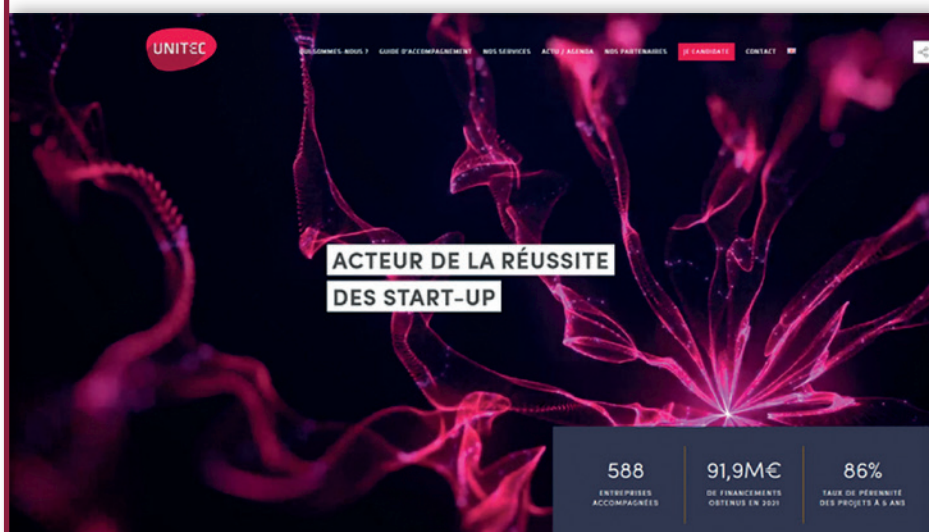 UNITEC
QUI SOMMES-NOUS ? GUIDE D'ACCOMPAGNEMENT NOS SERVICES ACTU / AGENDA NOS PARTENAIRES JE CANDIDATE CONTACT
ACTEUR DE LA RÉUSSITE
DES START-UP
588
ENTREPRISES
ACCOMPAGNÉES
91,9M€
DE FINANCEMENTS
OBTENUS EN 2021
86%
TAUX DE PÉRENNITÉ
DES PROJETS À 5 ANS